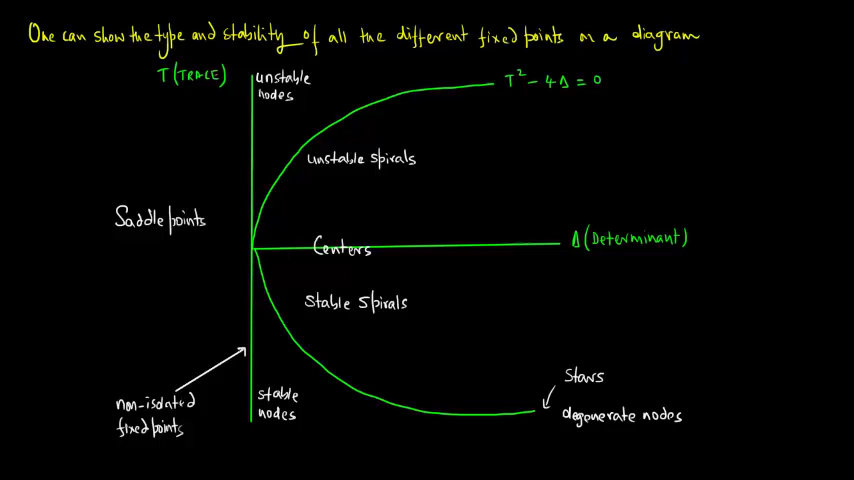 One can show the type and stability of all the different fixed points on a diagram
T (TRACE)
unstable
nodes
T² - 4Δ = 0
unstable spirals
Saddle points
Centers
Δ (Determinant)
Stable Spirals
Stars
degenerate nodes
stable
nodes
non-isolated
fixed points